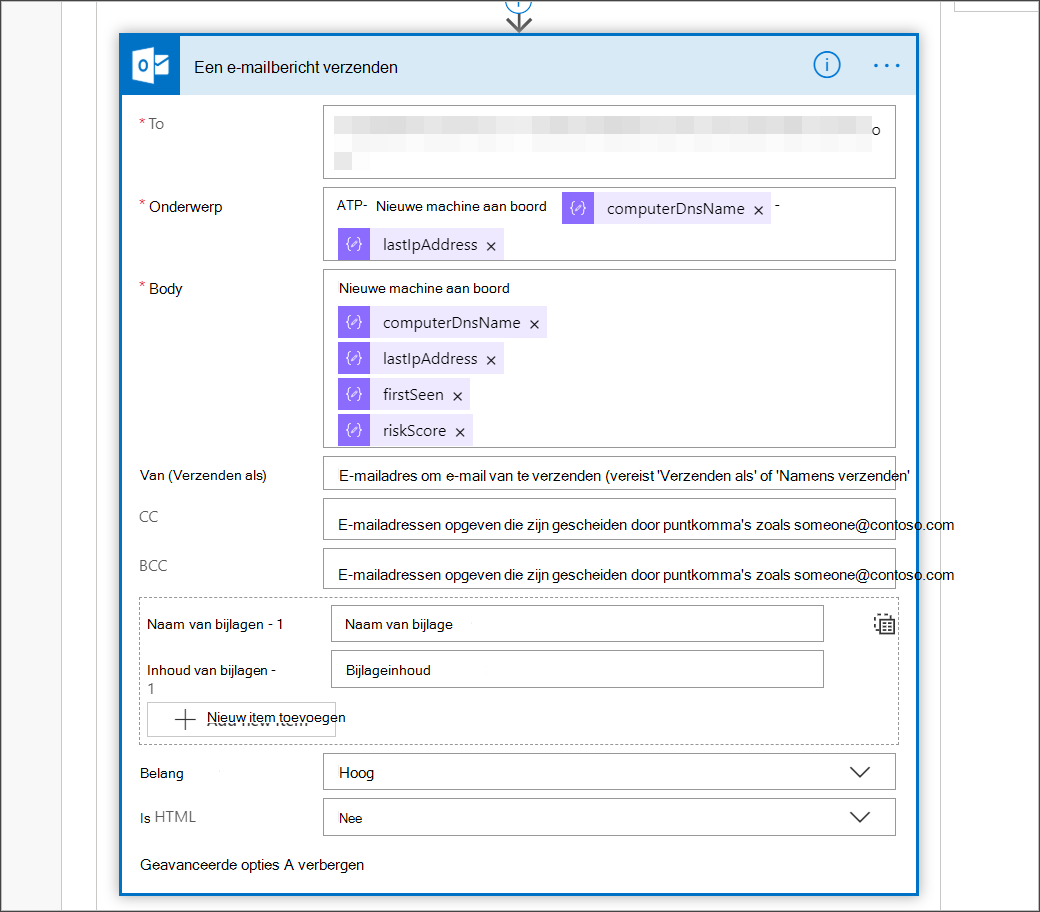 Een e-mailbericht verzenden
* To
o
* Onderwerp
ATP- Nieuwe machine aan boord computerDnsName × -
lastIpAddress ×
* Body
Nieuwe machine aan boord
computerDnsName ×
lastIpAddress ×
firstSeen ×
riskScore ×
Van (Verzenden als)
E-mailadres om e-mail van te verzenden (vereist 'Verzenden als' of 'Namens verzenden'
CC
E-mailadressen opgeven die zijn gescheiden door puntkomma's zoals someone@contoso.com
BCC
E-mailadressen opgeven die zijn gescheiden door puntkomma's zoals someone@contoso.com
Naam van bijlagen - 1
Naam van bijlage
Inhoud van bijlagen -
1
Bijlageinhoud
Nieuw item toevoegen
Belang
Hoog
Is HTML
Nee
Geavanceerde opties A verbergen